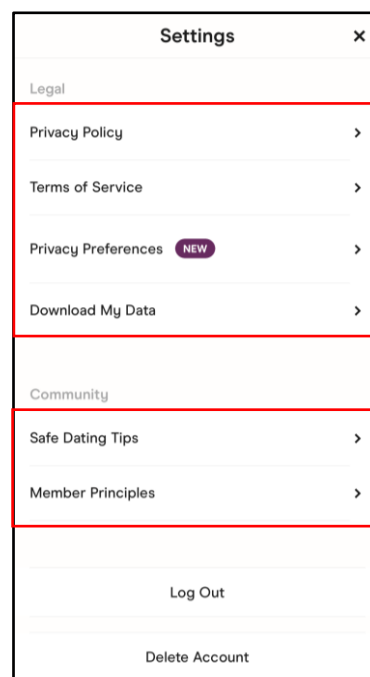 Settings
Legal
Privacy Policy
Terms of Service
Privacy Preferences NEW
Download My Data
Community
Safe Dating Tips
Member Principles
Log Out
Delete Account